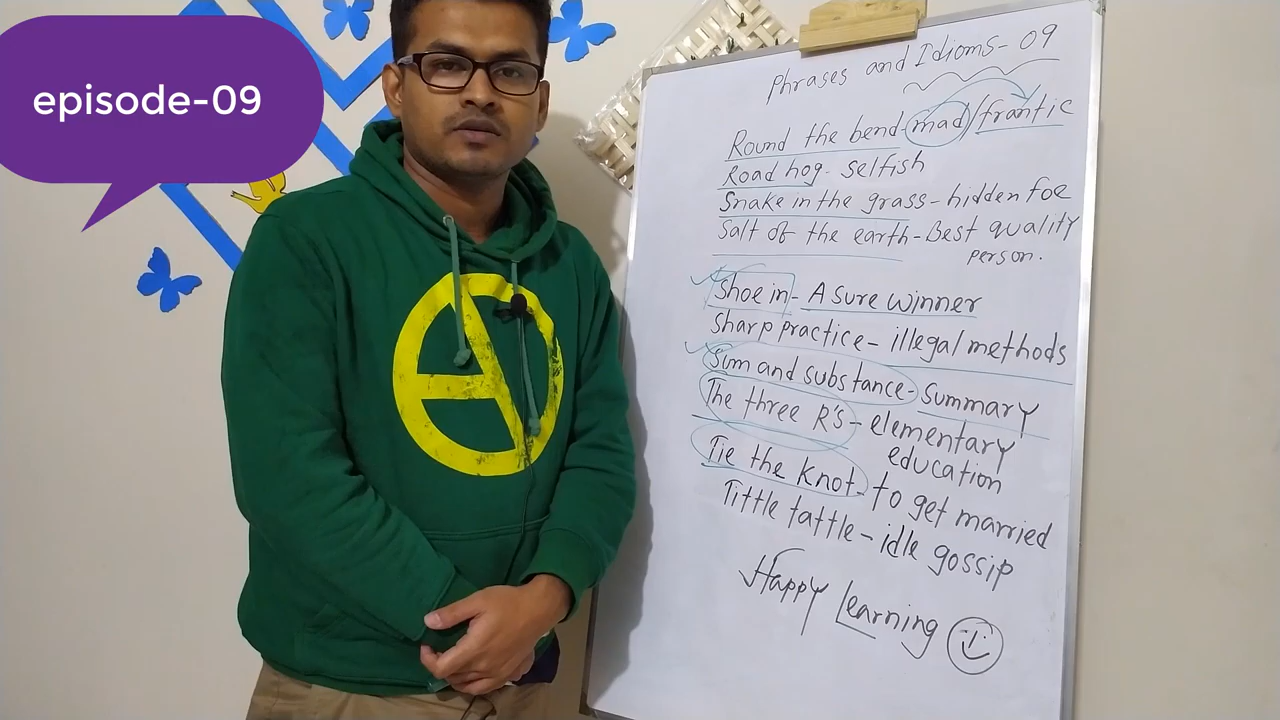 episode-09
Phrases and Idioms-09
Round the bend mad/frantic
Road hog- selfish
Snake in the grass-hidden foe
Salt of the earth-Best quality
person.
Shoe in- A sure winner
Sharp practice- illegal methods
Sum and substance- summary
The three R's- elementary
education
Tie the knot- to get married
Tittle tattle- idle gossip
Happy Learning